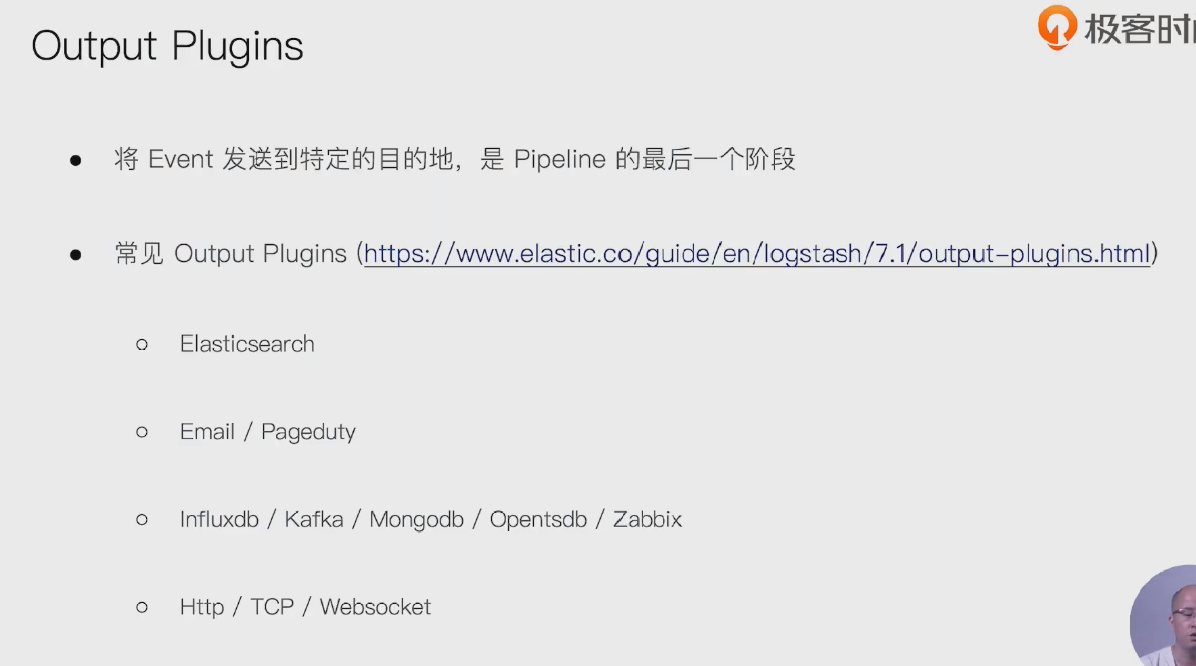 Output Plugins
极客时间
● 将 Event 发送到特定的目的地，是 Pipeline 的最后一个阶段
● 常见 Output Plugins (https://www.elastic.co/guide/en/logstash/7.1/output-plugins.html)
○ Elasticsearch
○ Email / Pageduty
○ Influxdb / Kafka / Mongodb / Opentsdb / Zabbix
○ Http / TCP / Websocket